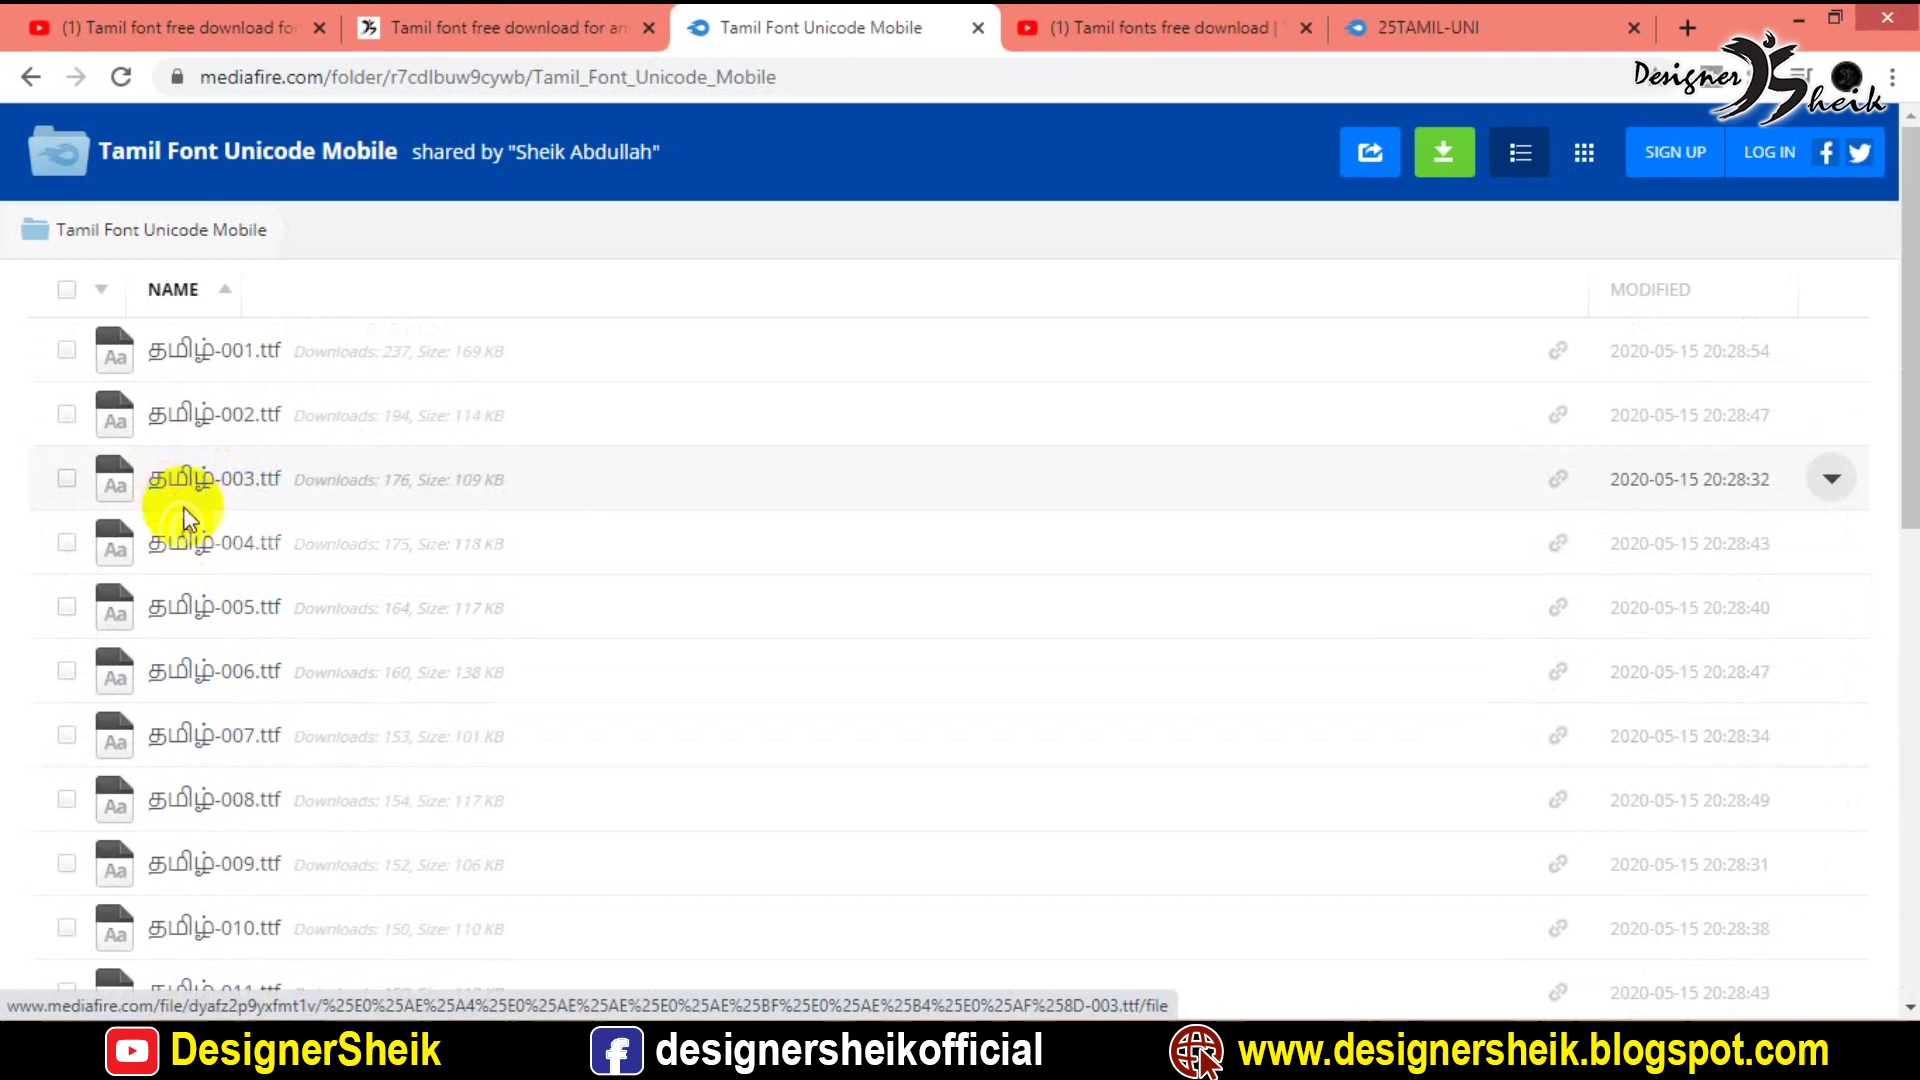 (1) Tamil font free download fo
Tamil font free download for an
Tamil Font Unicode Mobile
(1) Tamil fonts free download |
25TAMIL-UNI
mediafire.com/folder/r7cdlbuw9cywb/Tamil_Font_Unicode_Mobile
Designer Sheik
Tamil Font Unicode Mobile shared by "Sheik Abdullah"
SIGN UP
LOG IN
Tamil Font Unicode Mobile
NAME
MODIFIED
Aa தமிழ்-001.ttf Downloads: 237, Size: 169 KB 2020-05-15 20:28:54
Aa தமிழ்-002.ttf Downloads: 194, Size: 114 KB 2020-05-15 20:28:47
Aa தமிழ்-003.ttf Downloads: 176, Size: 109 KB 2020-05-15 20:28:32
Aa தமிழ்-004.ttf Downloads: 175, Size: 118 KB 2020-05-15 20:28:43
Aa தமிழ்-005.ttf Downloads: 164, Size: 117 KB 2020-05-15 20:28:40
Aa தமிழ்-006.ttf Downloads: 160, Size: 138 KB 2020-05-15 20:28:47
Aa தமிழ்-007.ttf Downloads: 153, Size: 101 KB 2020-05-15 20:28:34
Aa தமிழ்-008.ttf Downloads: 154, Size: 117 KB 2020-05-15 20:28:49
Aa தமிழ்-009.ttf Downloads: 152, Size: 106 KB 2020-05-15 20:28:31
Aa தமிழ்-010.ttf Downloads: 150, Size: 110 KB 2020-05-15 20:28:38
2020-05-15 20:28:43
www.mediafire.com/file/dyafz2p9yxfmt1v/%25E0%25AE%25A4%25E0%25AE%25AE%25E0%25AE%25BF%25E0%25AE%25B4%25E0%25AF%258D-003.ttf/file
DesignerSheik
designersheikofficial
www.designersheik.blogspot.com